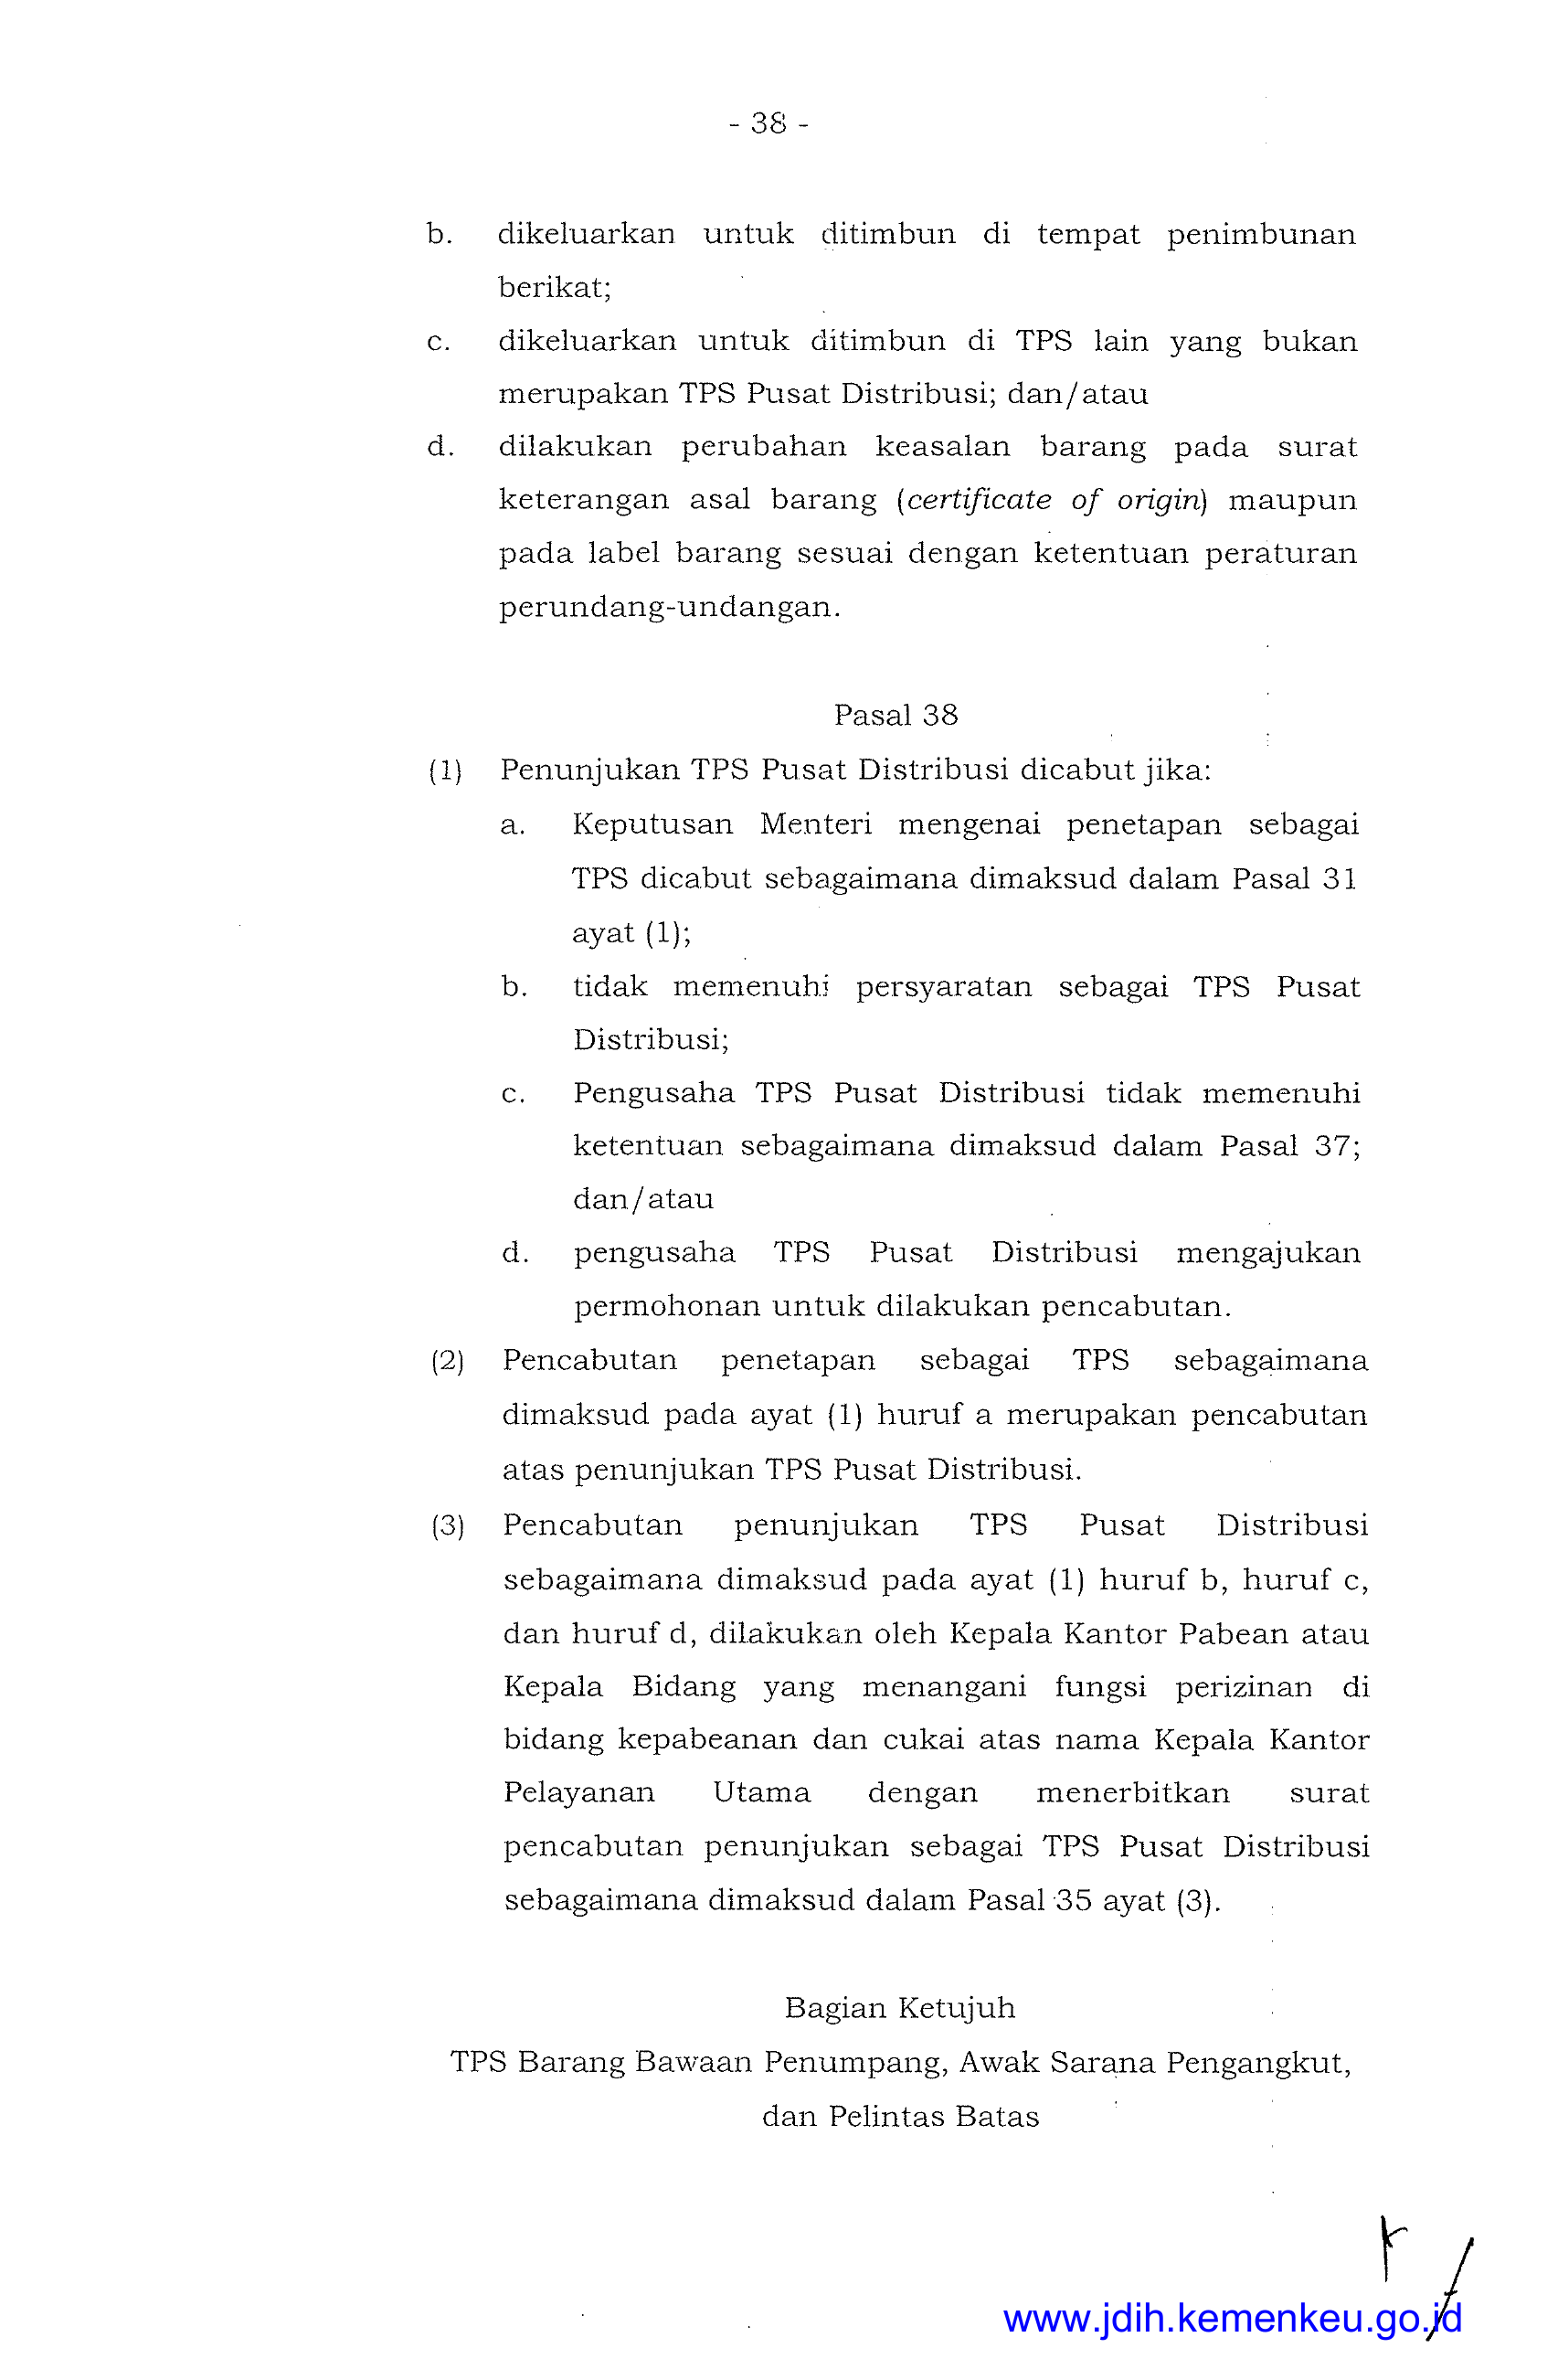 - 38 -
b. dikeluarkan untuk ditimbun di tempat penimbunan
berikat;
c. dikeluarkan untuk ditimbun di TPS lain yang bukan
merupakan TPS Pusat Distribusi; dan/atau
d. dilakukan perubahan keasalan barang pada surat
keterangan asal barang (certificate of origin) maupun
pada label barang sesuai dengan ketentuan peraturan
perundang-undangan.
Pasal 38
(1) Penunjukan TPS Pusat Distribusi dicabut jika:
a. Keputusan Menteri mengenai penetapan sebagai
TPS dicabut sebagaimana dimaksud dalam Pasal 31
ayat (1);
b. tidak memenuhi persyaratan sebagai TPS Pusat
Distribusi;
c. Pengusaha TPS Pusat Distribusi tidak memenuhi
ketentuan sebagaimana dimaksud dalam Pasal 37;
dan/atau
d. pengusaha TPS Pusat Distribusi mengajukan
permohonan untuk dilakukan pencabutan.
(2) Pencabutan penetapan sebagai TPS sebagaimana
dimaksud pada ayat (1) huruf a merupakan pencabutan
atas penunjukan TPS Pusat Distribusi.
(3) Pencabutan penunjukan TPS Pusat Distribusi
sebagaimana dimaksud pada ayat (1) huruf b, huruf c,
dan huruf d, dilakukan oleh Kepala Kantor Pabean atau
Kepala Bidang yang menangani fungsi perizinan di
bidang kepabeanan dan cukai atas nama Kepala Kantor
Pelayanan Utama dengan menerbitkan surat
pencabutan penunjukan sebagai TPS Pusat Distribusi
sebagaimana dimaksud dalam Pasal 35 ayat (3).
Bagian Ketujuh
TPS Barang Bawaan Penumpang, Awak Sarana Pengangkut,
dan Pelintas Batas
www.jdih.kemenkeu.go.id